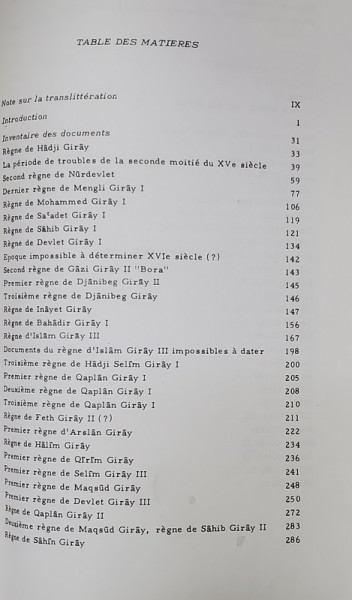 TABLE DES MATIERES
Note sur la translittération IX
Introduction 1
Inventaire des documents 31
Règne de Hâdji Girây 33
La période de troubles de la seconde moitié du XVe siècle 39
Second règne de Nûrdevlet 59
Dernier règne de Mengli Girây I 77
Règne de Mohammed Girây I 106
Règne de Saʿadet Girây I 119
Règne de Sâhib Girây I 121
Règne de Devlet Girây I 134
Epoque impossible à déterminer XVIe siècle (?) 142
Second règne de Gâzi Girây II "Bora" 143
Premier règne de Djânibeg Girây II 145
Troisième règne de Djânibeg Girây 146
Règne de Inâyet Girây 147
Règne de Bahâdir Girây I 156
Règne d'Islâm Girây III 167
Documents du règne d'Islâm Girây III impossibles à dater 198
Troisième règne de Hâdji Selîm Girây I 200
Premier règne de Qaplân Girây I 205
Deuxième règne de Qaplân Girây I 208
Troisième règne de Qaplân Girây I 210
Règne de Feth Girây II (?) 211
Premier règne d'Arslân Girây 222
Règne de Hâlîm Girây 234
Premier règne de Qîrîm Girây 236
Premier règne de Selîm Girây III 241
Premier règne de Maqsûd Girây 248
Premier règne de Devlet Girây III 250
Règne de Qaplân Girây II 272
Deuxième règne de Maqsûd Girây, règne de Sâhib Girây II 283
Règne de Sâhîn Girây 286